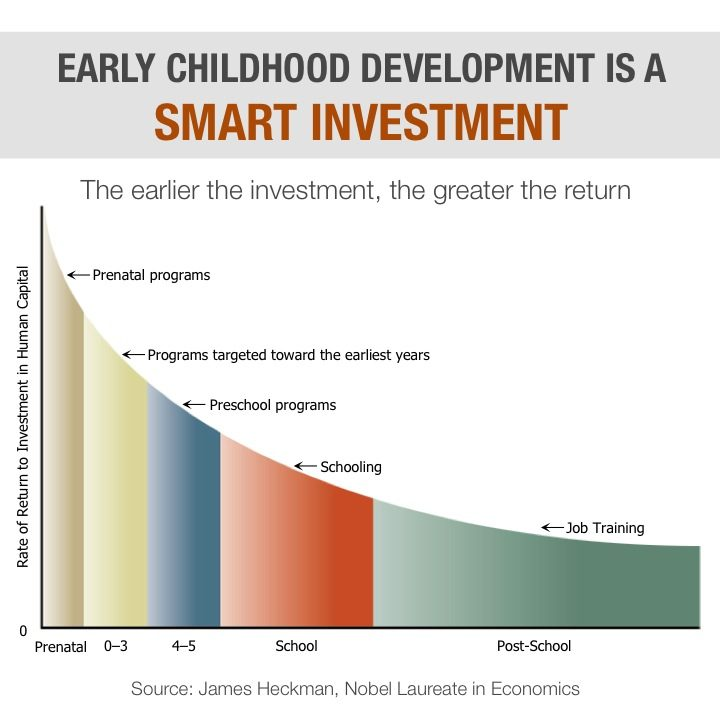 EARLY CHILDHOOD DEVELOPMENT IS A
SMART INVESTMENT
The earlier the investment, the greater the return
Rate of Return to Investment in Human Capital
Prenatal programs
Programs targeted toward the earliest years
Preschool programs
Schooling
Job Training
0
Prenatal 0–3 4–5 School Post-School
Source: James Heckman, Nobel Laureate in Economics